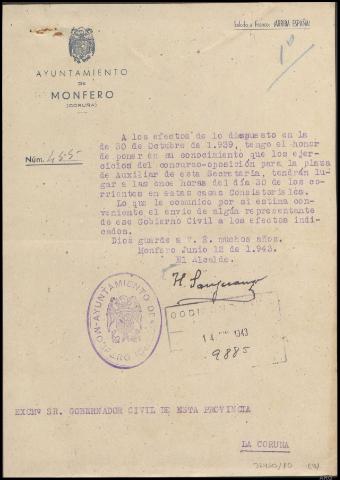 Saludo a Franco: ¡ARRIBA ESPAÑA!
AYUNTAMIENTO
DE
MONFERO
(CORUÑA)
Núm. 455
A los efectos de lo dispuesto en la
de 30 de Octubre de 1.939, tengo el honor
de poner en su conocimiento que los ejer-
cicios del concurso-oposición para la plaza
de Auxiliar de esta Secretaria, tendrán lu-
gar a las once horas del día 30 de los co-
rrientes en estas casas Consistoriales.
Lo que le comunico por si estima con-
veniente el envio de algún representante
de ese Gobierno Civil a los efectos indi-
cados.
Dios guarde a V. E. muchos años.
Monfero Junio 12 de 1.943.
El Alcalde.
AYUNTAMIENTO DE
MONFERO
14 1943
9885
EXCMº SR. GOBERNADOR CIVIL DE ESTA PROVINCIA
LA CORUÑA